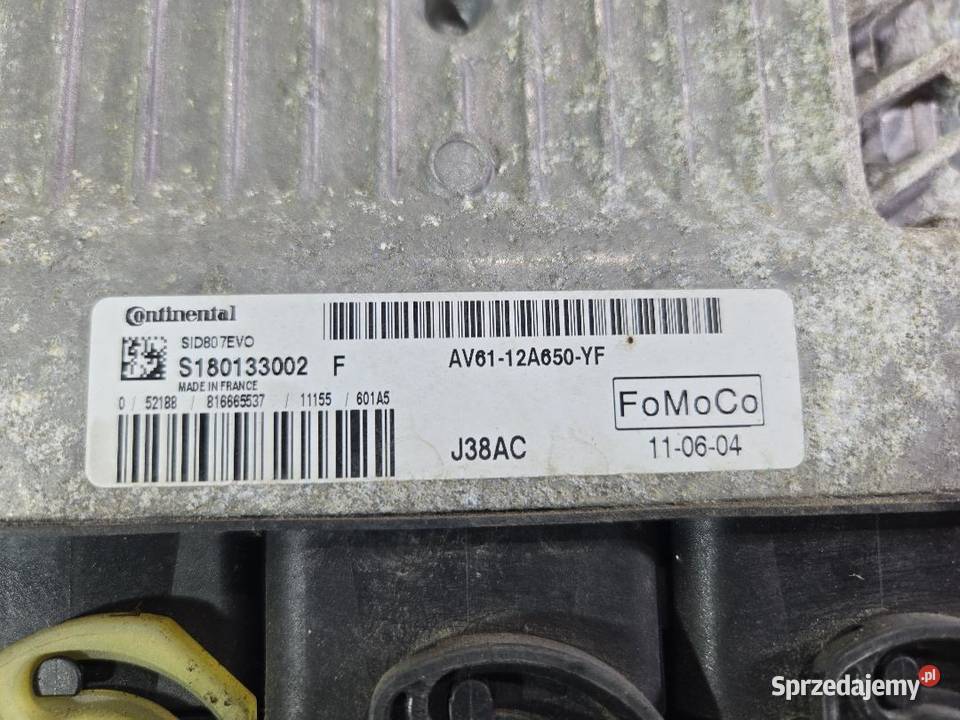 Continental
SID807EVO
S180133002 F
MADE IN FRANCE
0 / 52188 / 816665537 / 11155 / 601A5
AV61-12A650-YF
FoMoCo
J38AC
11-06-04
Sprzedajemy.pl